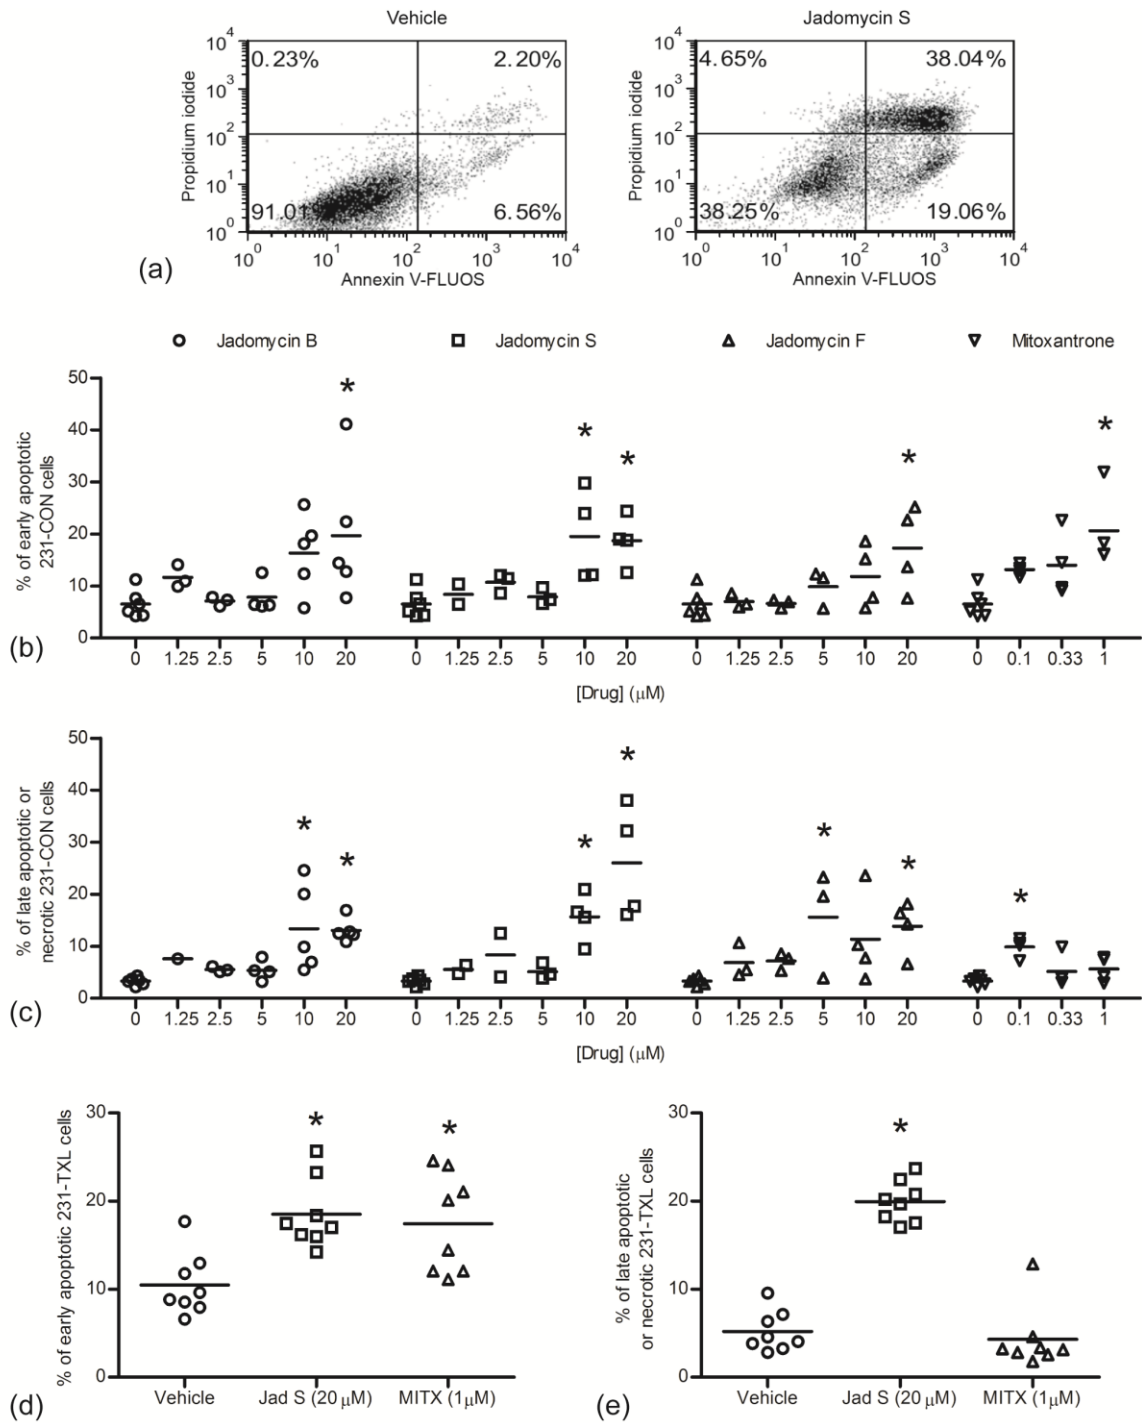 Vehicle
Jadomycin S
10^4
10^3
10^2
10^1
10^0
Propidium iodide
0.23%
2.20%
91.01%
6.56%
10^0 10^1 10^2 10^3 10^4
Annexin V-FLUOS
10^4
10^3
10^2
10^1
10^0
Propidium iodide
4.65%
38.04%
38.25%
19.06%
10^0 10^1 10^2 10^3 10^4
Annexin V-FLUOS
(a)
Jadomycin B Jadomycin S Jadomycin F Mitoxantrone
% of early apoptotic
231-CON cells
50
40
30
20
10
0
* * * * *
0 1.25 2.5 5 10 20 0 1.25 2.5 5 10 20 0 1.25 2.5 5 10 20 0 0.1 0.33 1
[Drug] (μM)
(b)
% of late apoptotic or
necrotic 231-CON cells
50
40
30
20
10
0
* * * * * * *
0 1.25 2.5 5 10 20 0 1.25 2.5 5 10 20 0 1.25 2.5 5 10 20 0 0.1 0.33 1
[Drug] (μM)
(c)
% of early apoptotic 231-TXL cells
30
20
10
0
* *
Vehicle Jad S (20 μM) MITX (1μM)
(d)
% of late apoptotic
or necrotic 231-TXL cells
30
20
10
0
*
Vehicle Jad S (20 μM) MITX (1μM)
(e)